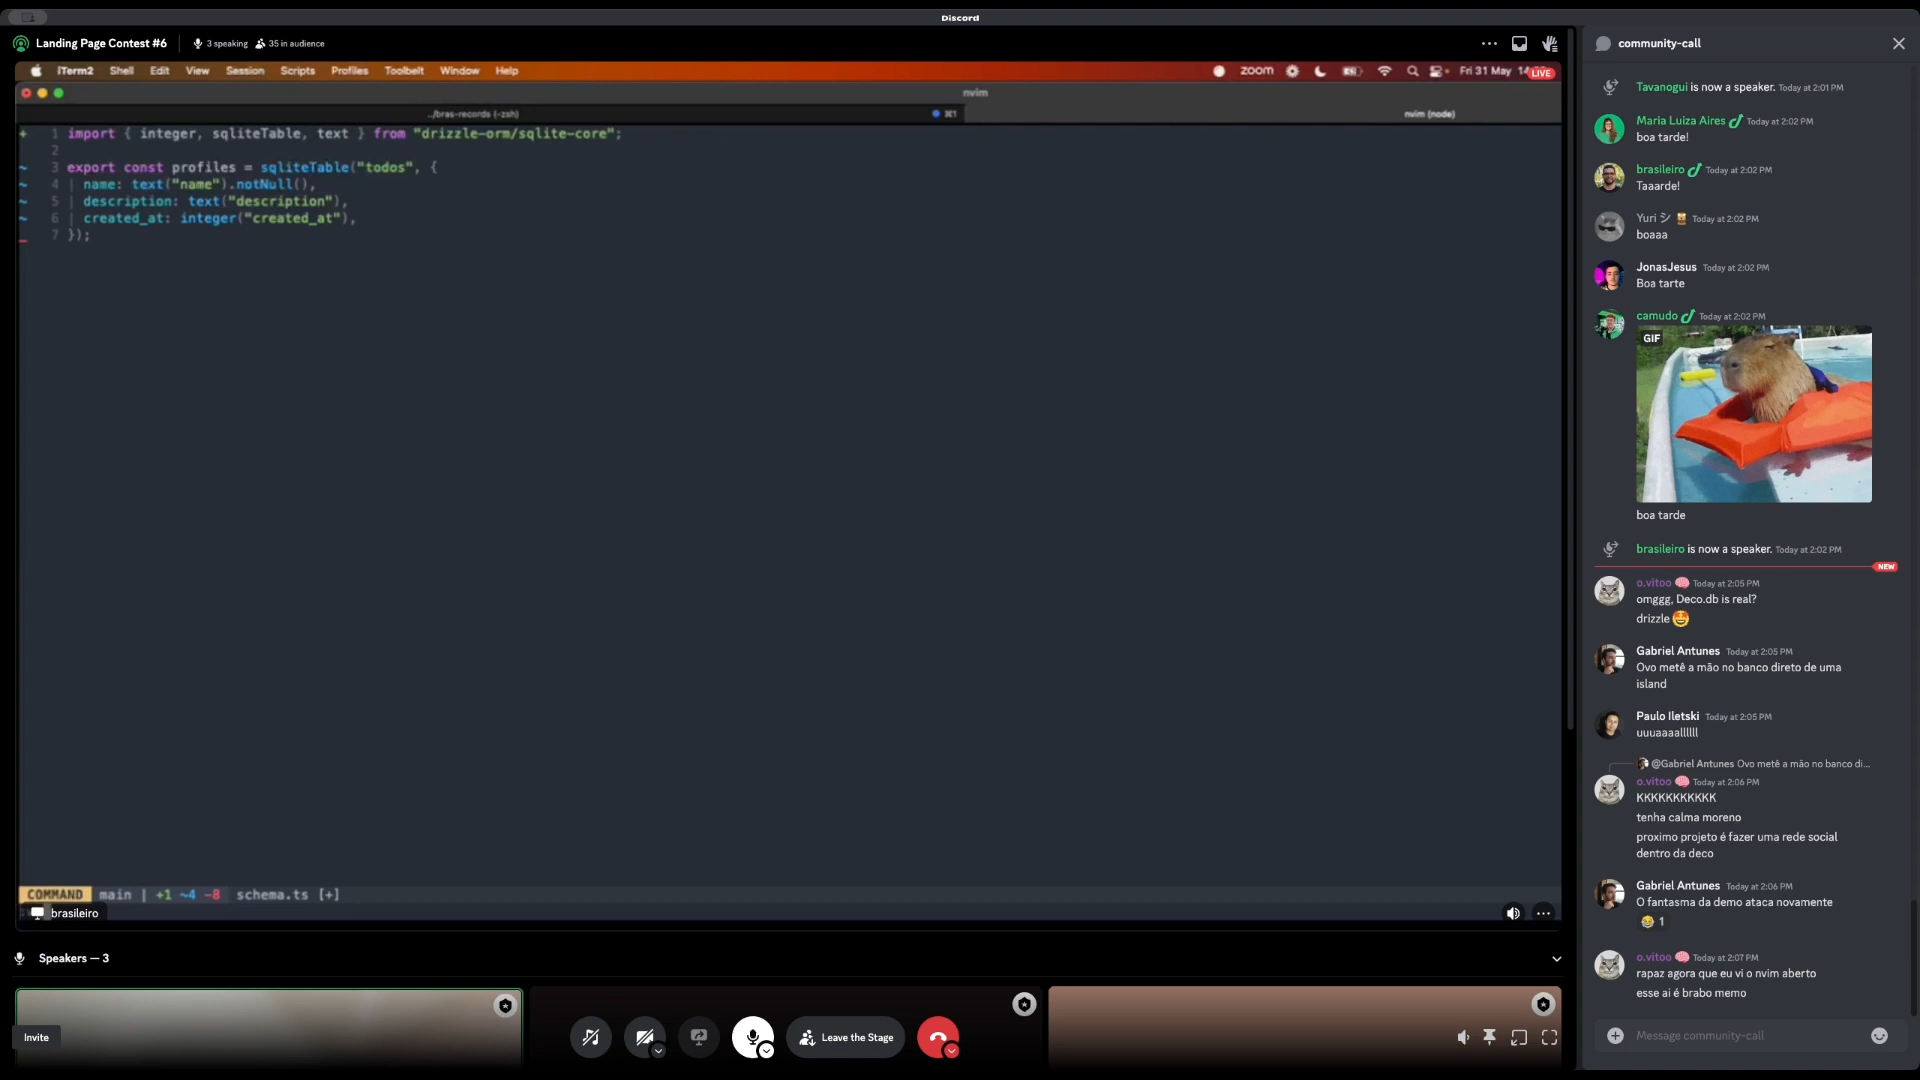 Discord
Landing Page Contest #6
3 speaking
35 in audience
iTerm2 Shell Edit View Session Scripts Profiles Toolbelt Window Help
zoom
Fri 31 May
LIVE
nvim
../bras-records (-zsh)
⌘1
nvim (node)
+ 1 import { integer, sqliteTable, text } from "drizzle-orm/sqlite-core";
2
~ 3 export const profiles = sqliteTable("todos", {
~ 4 | name: text("name").notNull(),
~ 5 | description: text("description"),
~ 6 | created_at: integer("created_at"),
_ 7 });
COMMAND main | +1 ~4 -8 schema.ts [+]
brasileiro
Speakers — 3
Invite
Leave the Stage
community-call
Tavanogui is now a speaker. Today at 2:01 PM
Maria Luiza Aires Today at 2:02 PM
boa tarde!
brasileiro Today at 2:02 PM
Taaarde!
Yuri シ Today at 2:02 PM
boaaa
JonasJesus Today at 2:02 PM
Boa tarte
camudo Today at 2:02 PM
GIF
boa tarde
brasileiro is now a speaker. Today at 2:02 PM
NEW
o.vitoo 🧠 Today at 2:05 PM
omggg, Deco.db is real?
drizzle 🤩
Gabriel Antunes Today at 2:05 PM
Ovo metê a mão no banco direto de uma
island
Paulo Iletski Today at 2:05 PM
uuuaaaallllll
@Gabriel Antunes Ovo metê a mão no banco di...
o.vitoo 🧠 Today at 2:06 PM
KKKKKKKKKKK
tenha calma moreno
proximo projeto é fazer uma rede social
dentro da deco
Gabriel Antunes Today at 2:06 PM
O fantasma da demo ataca novamente
😂 1
o.vitoo 🧠 Today at 2:07 PM
rapaz agora que eu vi o nvim aberto
esse ai é brabo memo
Message community-call